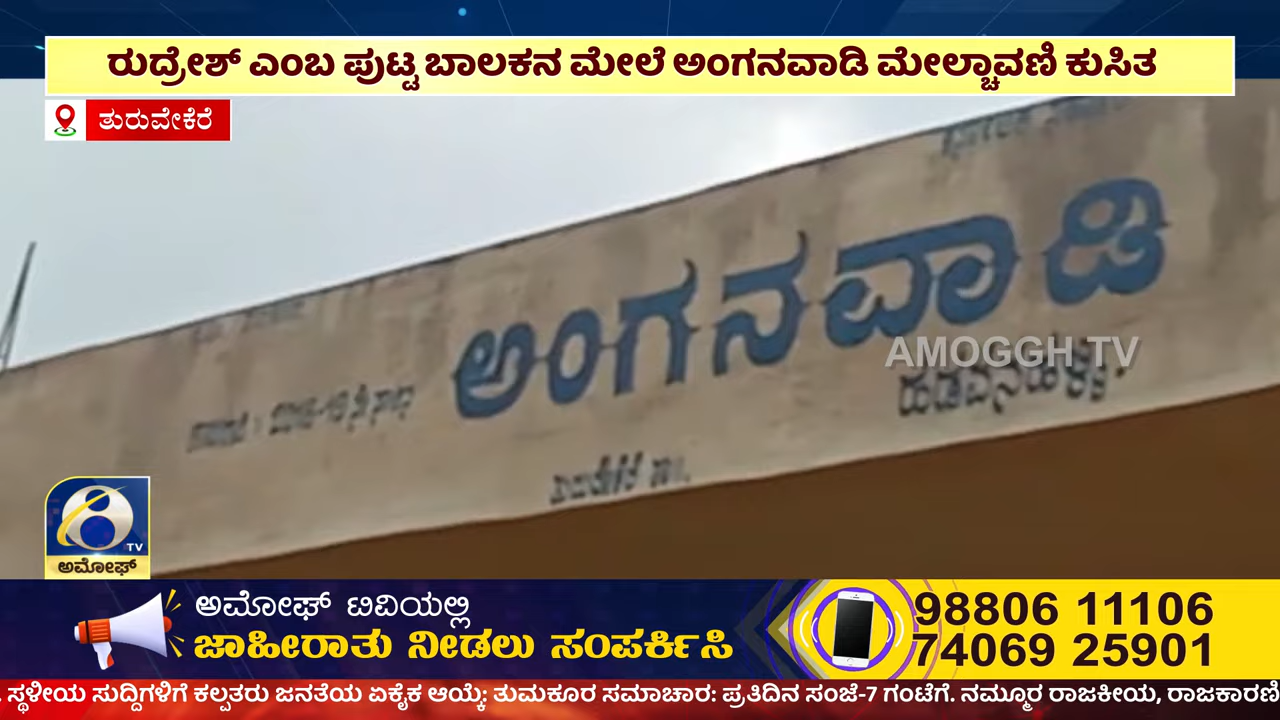 ರುದ್ರೇಶ್ ಎಂಬ ಪುಟ್ಟ ಬಾಲಕನ ಮೇಲೆ ಅಂಗನವಾಡಿ ಮೇಲ್ಚಾವಣಿ ಕುಸಿತ
ತುರುವೇಕೆರೆ
ಅಂಗನವಾಡಿ
AMOGGH TV
TV
ಅಮೋಘ್
ಅಮೋಘ್ ಟಿವಿಯಲ್ಲಿ
ಜಾಹೀರಾತು ನೀಡಲು ಸಂಪರ್ಕಿಸಿ
98806 11106
74069 25901
. ಸ್ಥಳೀಯ ಸುದ್ದಿಗಳಿಗೆ ಕಲ್ಪತರು ಜನತೆಯ ಏಕೈಕ ಆಯ್ಕೆ; ತುಮಕೂರ ಸಮಾಚಾರ: ಪ್ರತಿದಿನ ಸಂಜೆ-7 ಗಂಟೆಗೆ. ನಮ್ಮೂರ ರಾಜಕೀಯ, ರಾಜಕಾರಣಿ